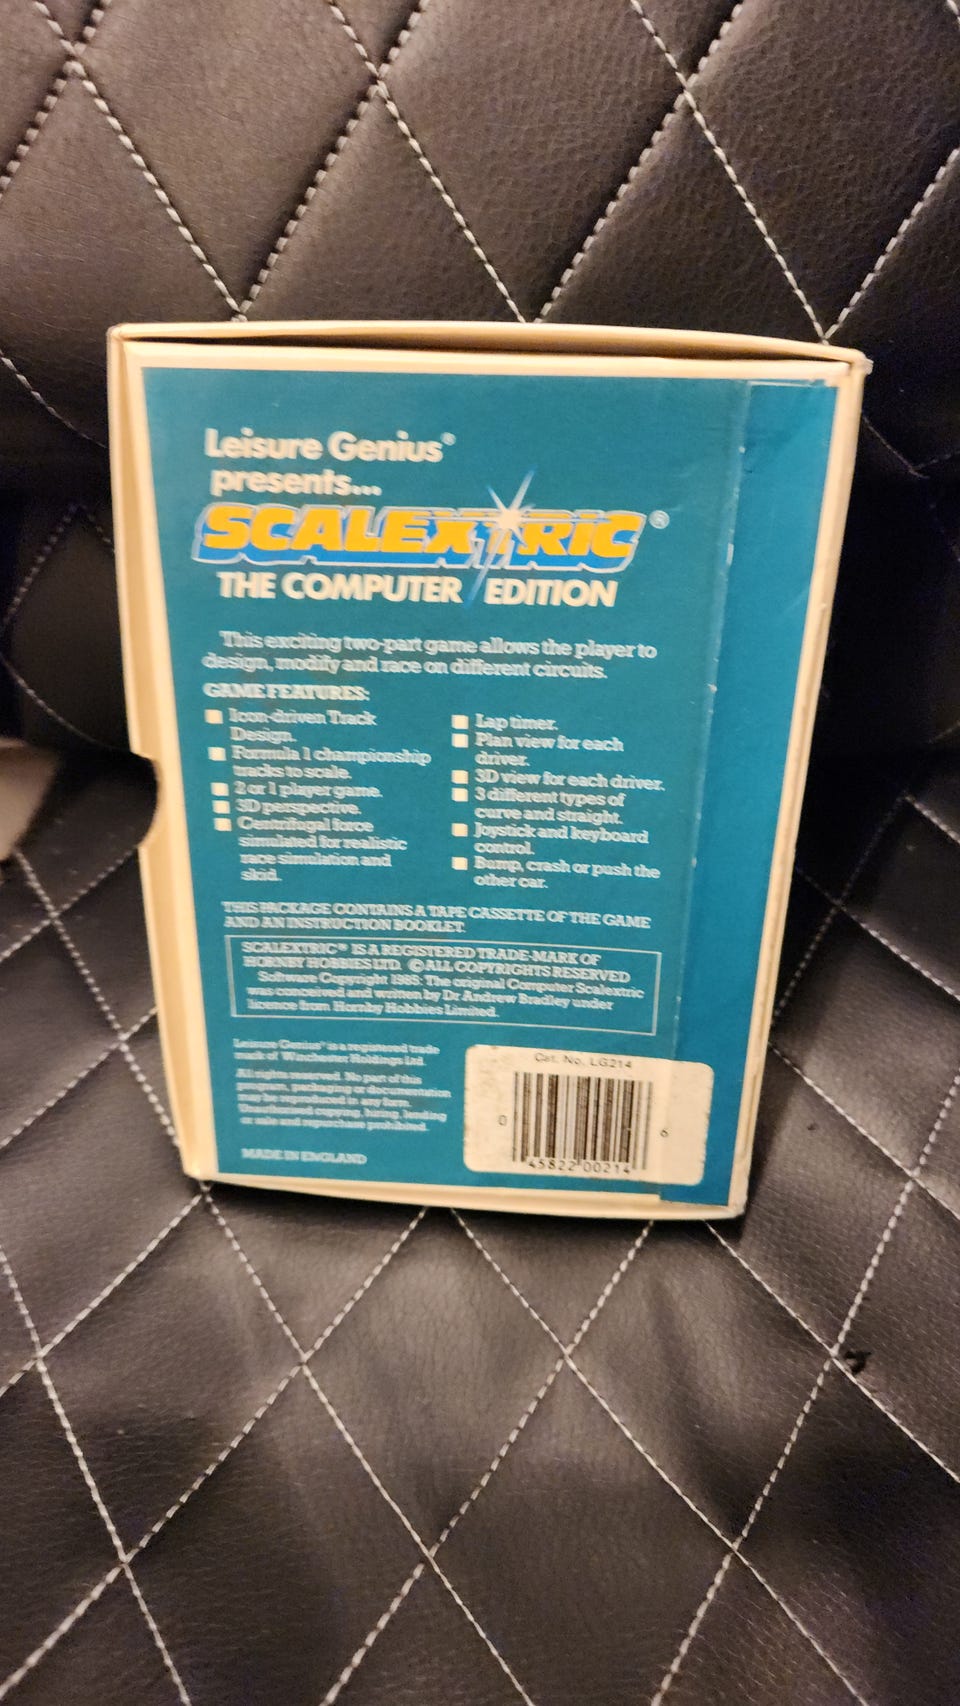 Leisure Genius®
presents...
SCALEXTRIC®
THE COMPUTER EDITION
This exciting two-part game allows the player to
design, modify and race on different circuits.
GAME FEATURES:
Icon-driven Track
Design.
Formula 1 championship
tracks to scale.
2 or 1 player game.
3D perspective.
Centrifugal force
simulated for realistic
race simulation and
skid.
Lap timer.
Plan view for each
driver.
3D view for each driver.
3 different types of
curve and straight.
Joystick and keyboard
control.
Bump, crash or push the
other car.
THIS PACKAGE CONTAINS A TAPE CASSETTE OF THE GAME
AND AN INSTRUCTION BOOKLET.
SCALEXTRIC® IS A REGISTERED TRADE-MARK OF
HORNBY HOBBIES LTD. © ALL COPYRIGHTS RESERVED
Software Copyright 1985: The original Computer Scalextric
was conceived and written by Dr Andrew Bradley under
licence from Hornby Hobbies Limited.
Leisure Genius® is a registered trade
mark of Winchester Holdings Ltd.
All rights reserved. No part of this
program, packaging or documentation
may be reproduced in any form.
Unauthorised copying, hiring, lending
or sale and repurchase prohibited.
MADE IN ENGLAND
Cat. No. LG214
0 45822 00214 6